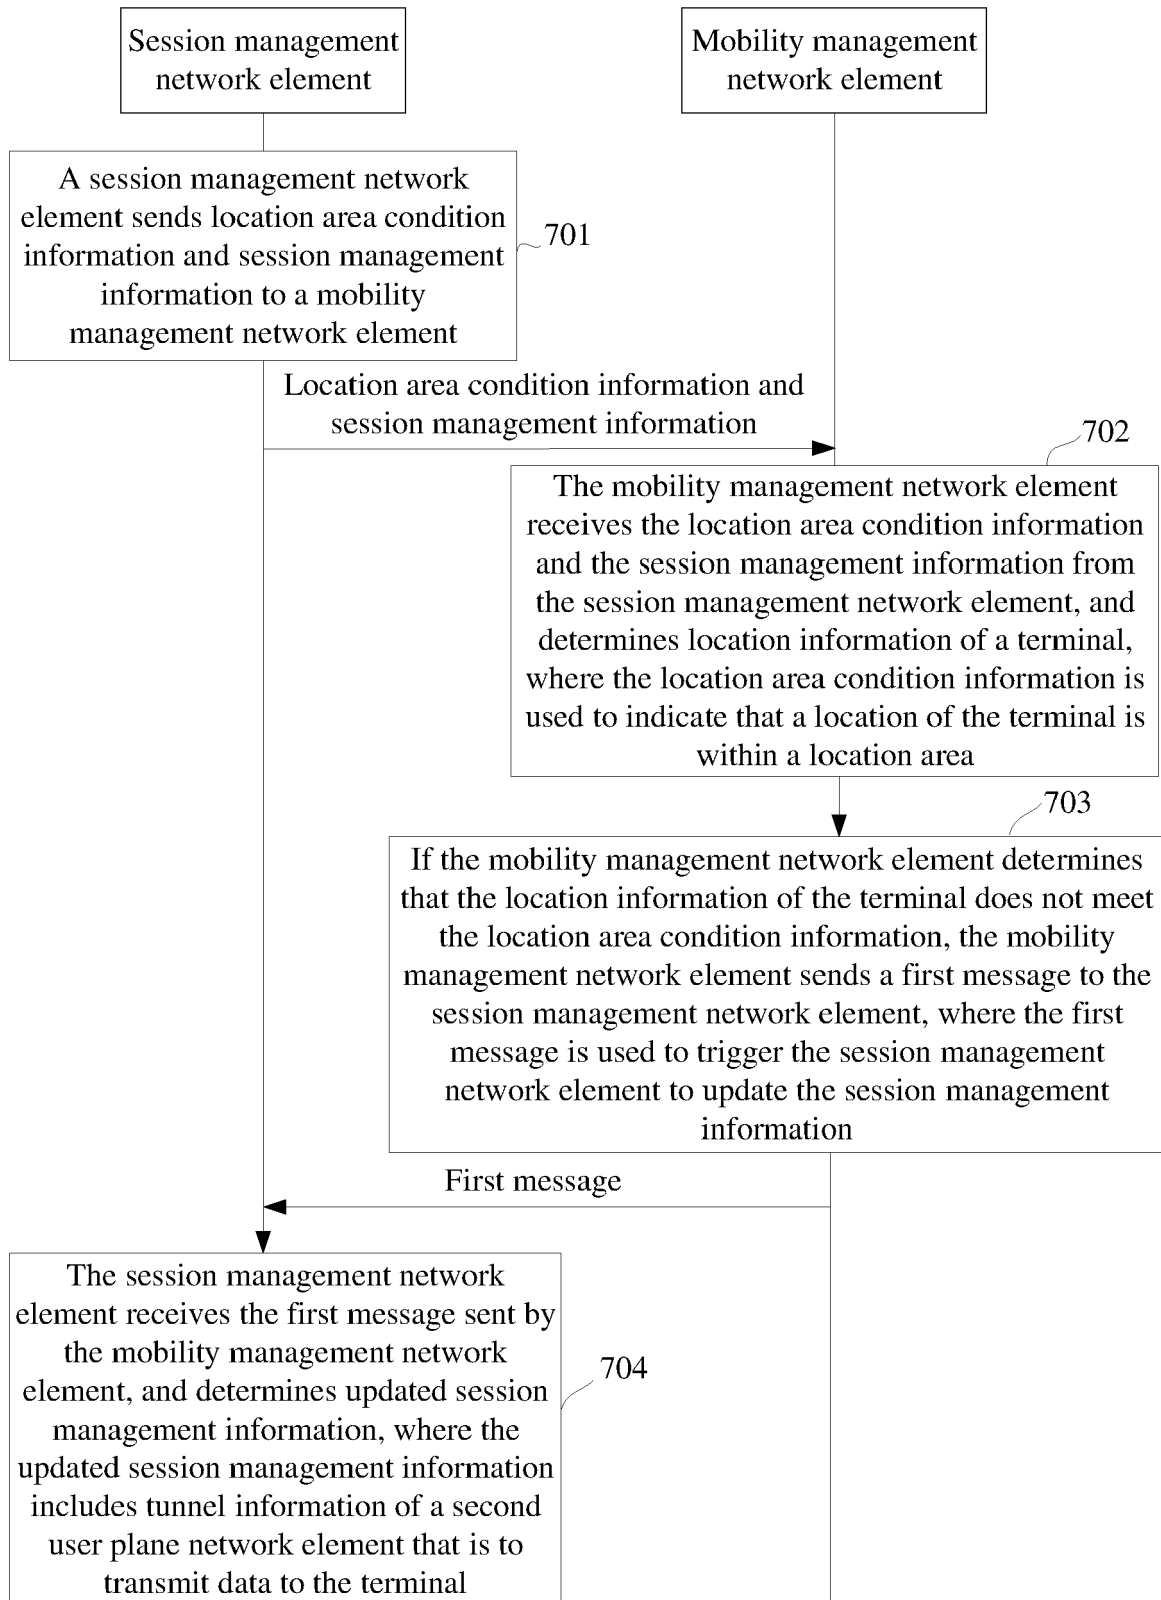 Session management
network element
Mobility management
network element
A session management network
element sends location area condition
information and session management
information to a mobility
management network element
701
Location area condition information and
session management information
702
The mobility management network element
receives the location area condition information
and the session management information from
the session management network element, and
determines location information of a terminal,
where the location area condition information is
used to indicate that a location of the terminal is
within a location area
703
If the mobility management network element determines
that the location information of the terminal does not meet
the location area condition information, the mobility
management network element sends a first message to the
session management network element, where the first
message is used to trigger the session management
network element to update the session management
information
First message
The session management network
element receives the first message sent by
the mobility management network
element, and determines updated session
management information, where the
updated session management information
includes tunnel information of a second
user plane network element that is to
transmit data to the terminal
704